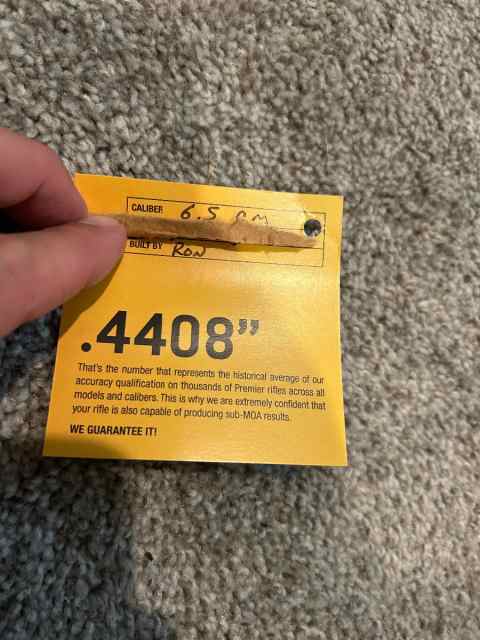 CALIBER 6.5 CM
BUILT BY RON
.4408”
That's the number that represents the historical average of our
accuracy qualification on thousands of Premier rifles across all
models and calibers. This is why we are extremely confident that
your rifle is also capable of producing sub-MOA results.
WE GUARANTEE IT!